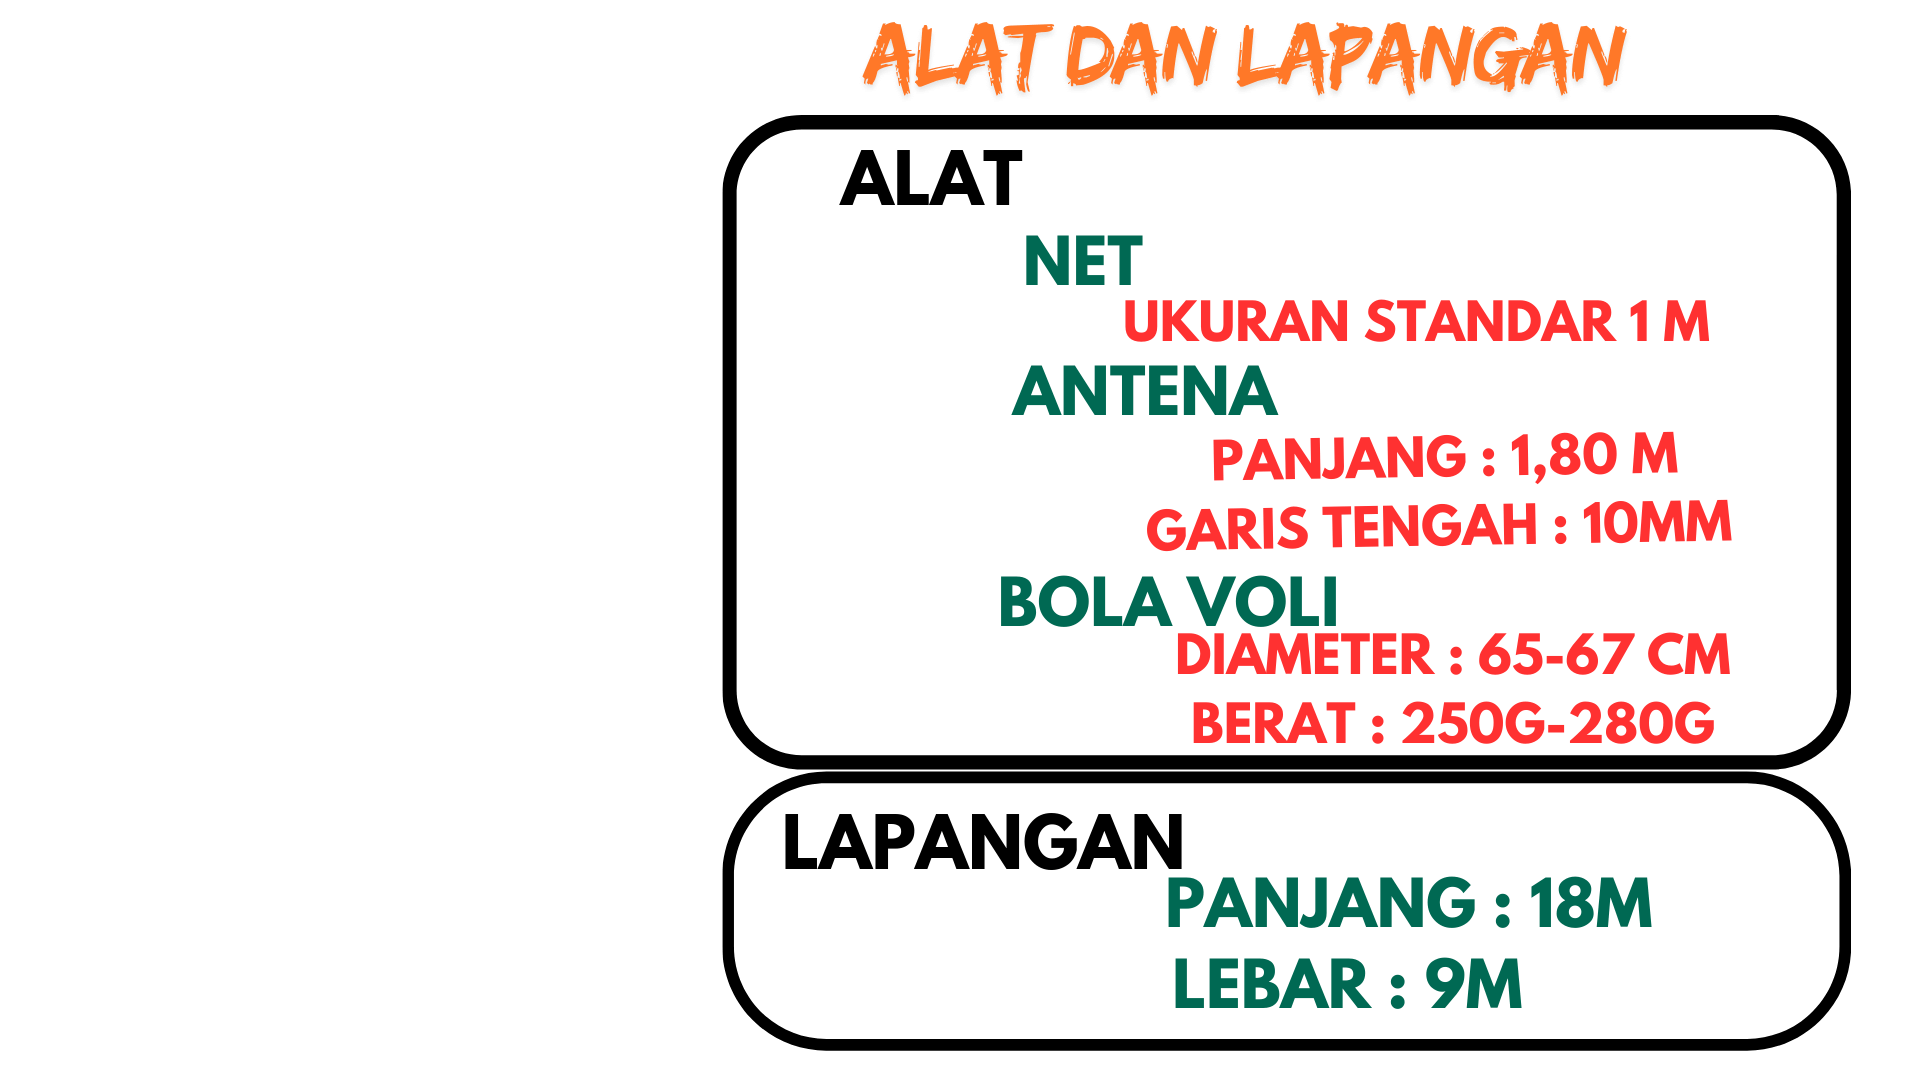 ALAT DAN LAPANGAN
ALAT
NET
UKURAN STANDAR 1 M
ANTENA
PANJANG : 1,80 M
GARIS TENGAH : 10MM
BOLA VOLI
DIAMETER : 65-67 CM
BERAT : 250G-280G
LAPANGAN
PANJANG : 18M
LEBAR : 9M